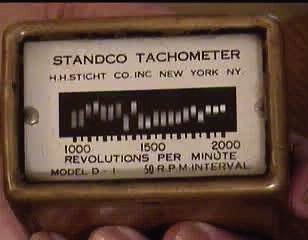 STANDCO TACHOMETER
H.H.STICHT CO. INC NEW YORK NY.
1000 1500 2000
REVOLUTIONS PER MINUTE
MODEL D-1 50 R.P.M. INTERVAL